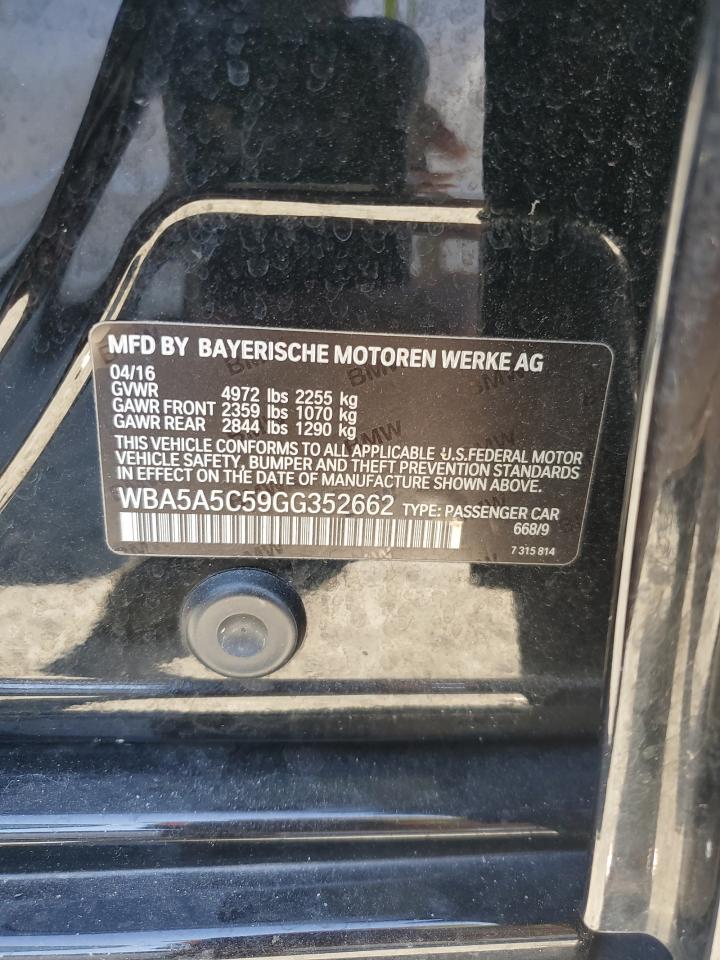 MFD BY BAYERISCHE MOTOREN WERKE AG
04/16
GVWR 4972 lbs 2255 kg
GAWR FRONT 2359 lbs 1070 kg
GAWR REAR 2844 lbs 1290 kg
THIS VEHICLE CONFORMS TO ALL APPLICABLE U.S.FEDERAL MOTOR
VEHICLE SAFETY, BUMPER AND THEFT PREVENTION STANDARDS
IN EFFECT ON THE DATE OF MANUFACTURE SHOWN ABOVE.
WBA5A5C59GG352662 TYPE: PASSENGER CAR
668/9
7 315 814